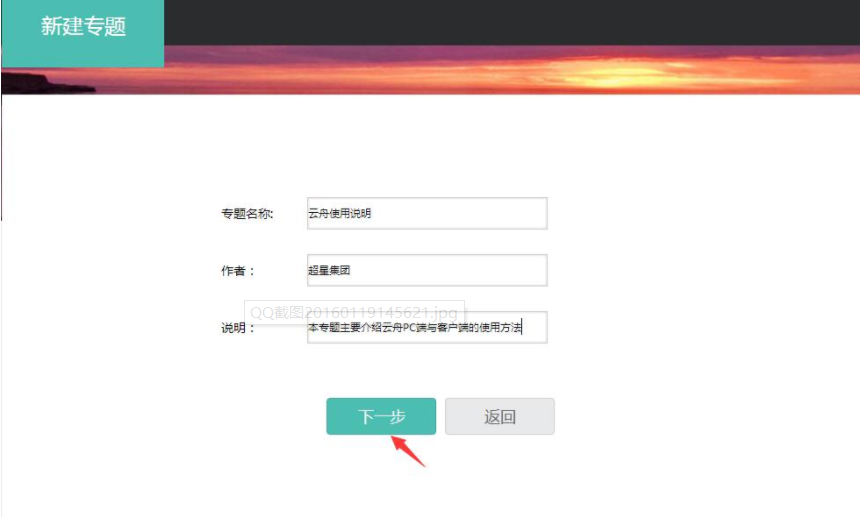 新建专题
专题名称:
云舟使用说明
作者：
超星集团
QQ截图20160119145621.jpg
说明：
本专题主要介绍云舟PC端与客户端的使用方法
下一步
返回